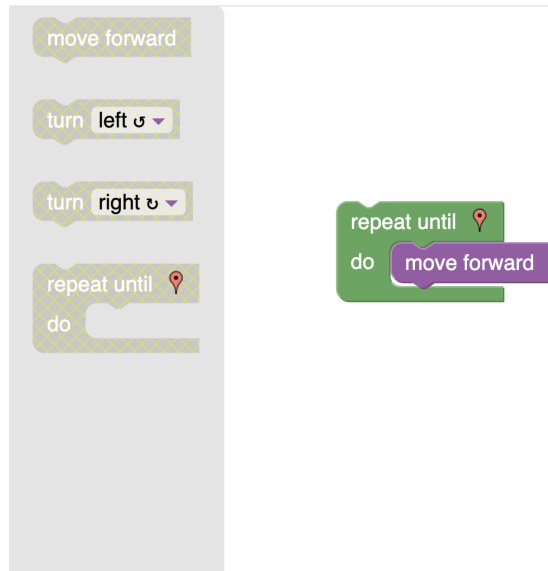 move forward
turn left ↺
turn right ↻
repeat until
do
repeat until
do move forward